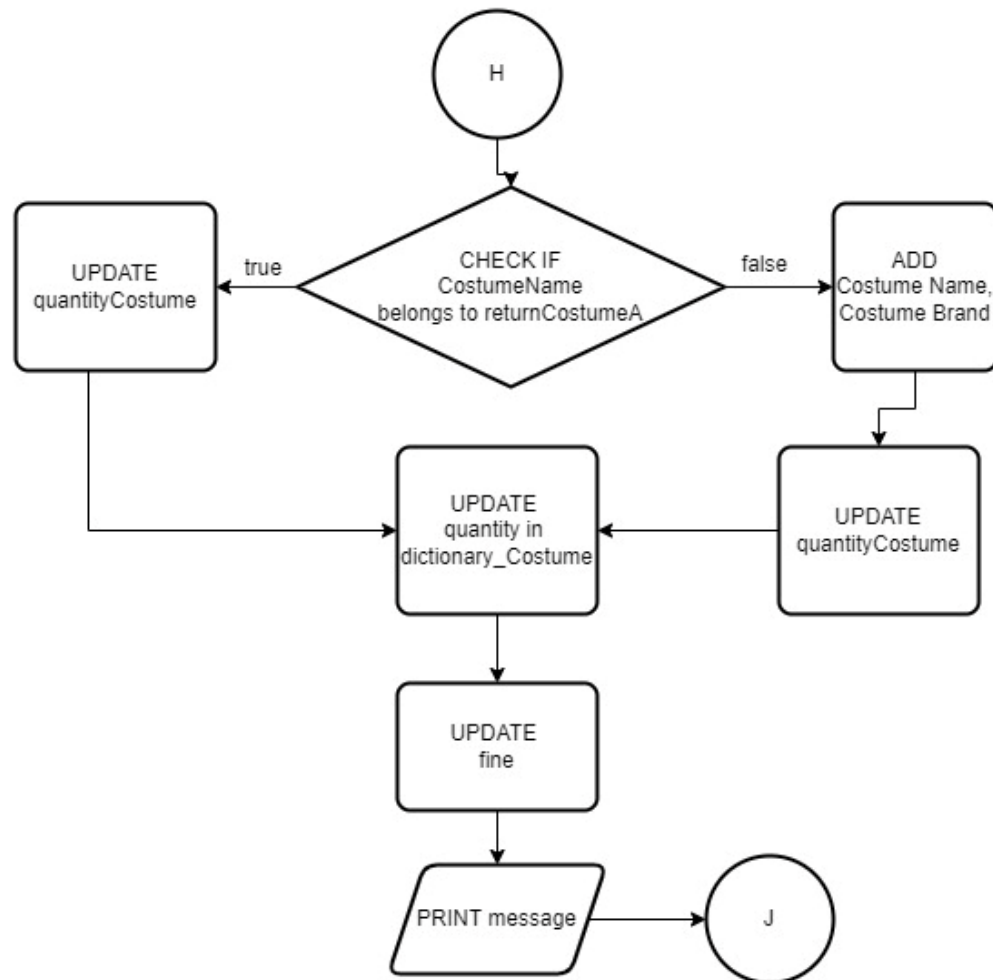 H
CHECK IF
CostumeName
belongs to returnCostumeA
true
false
UPDATE
quantityCostume
ADD
Costume Name,
Costume Brand
UPDATE
quantity in
dictionary_Costume
UPDATE
quantityCostume
UPDATE
fine
PRINT message
J